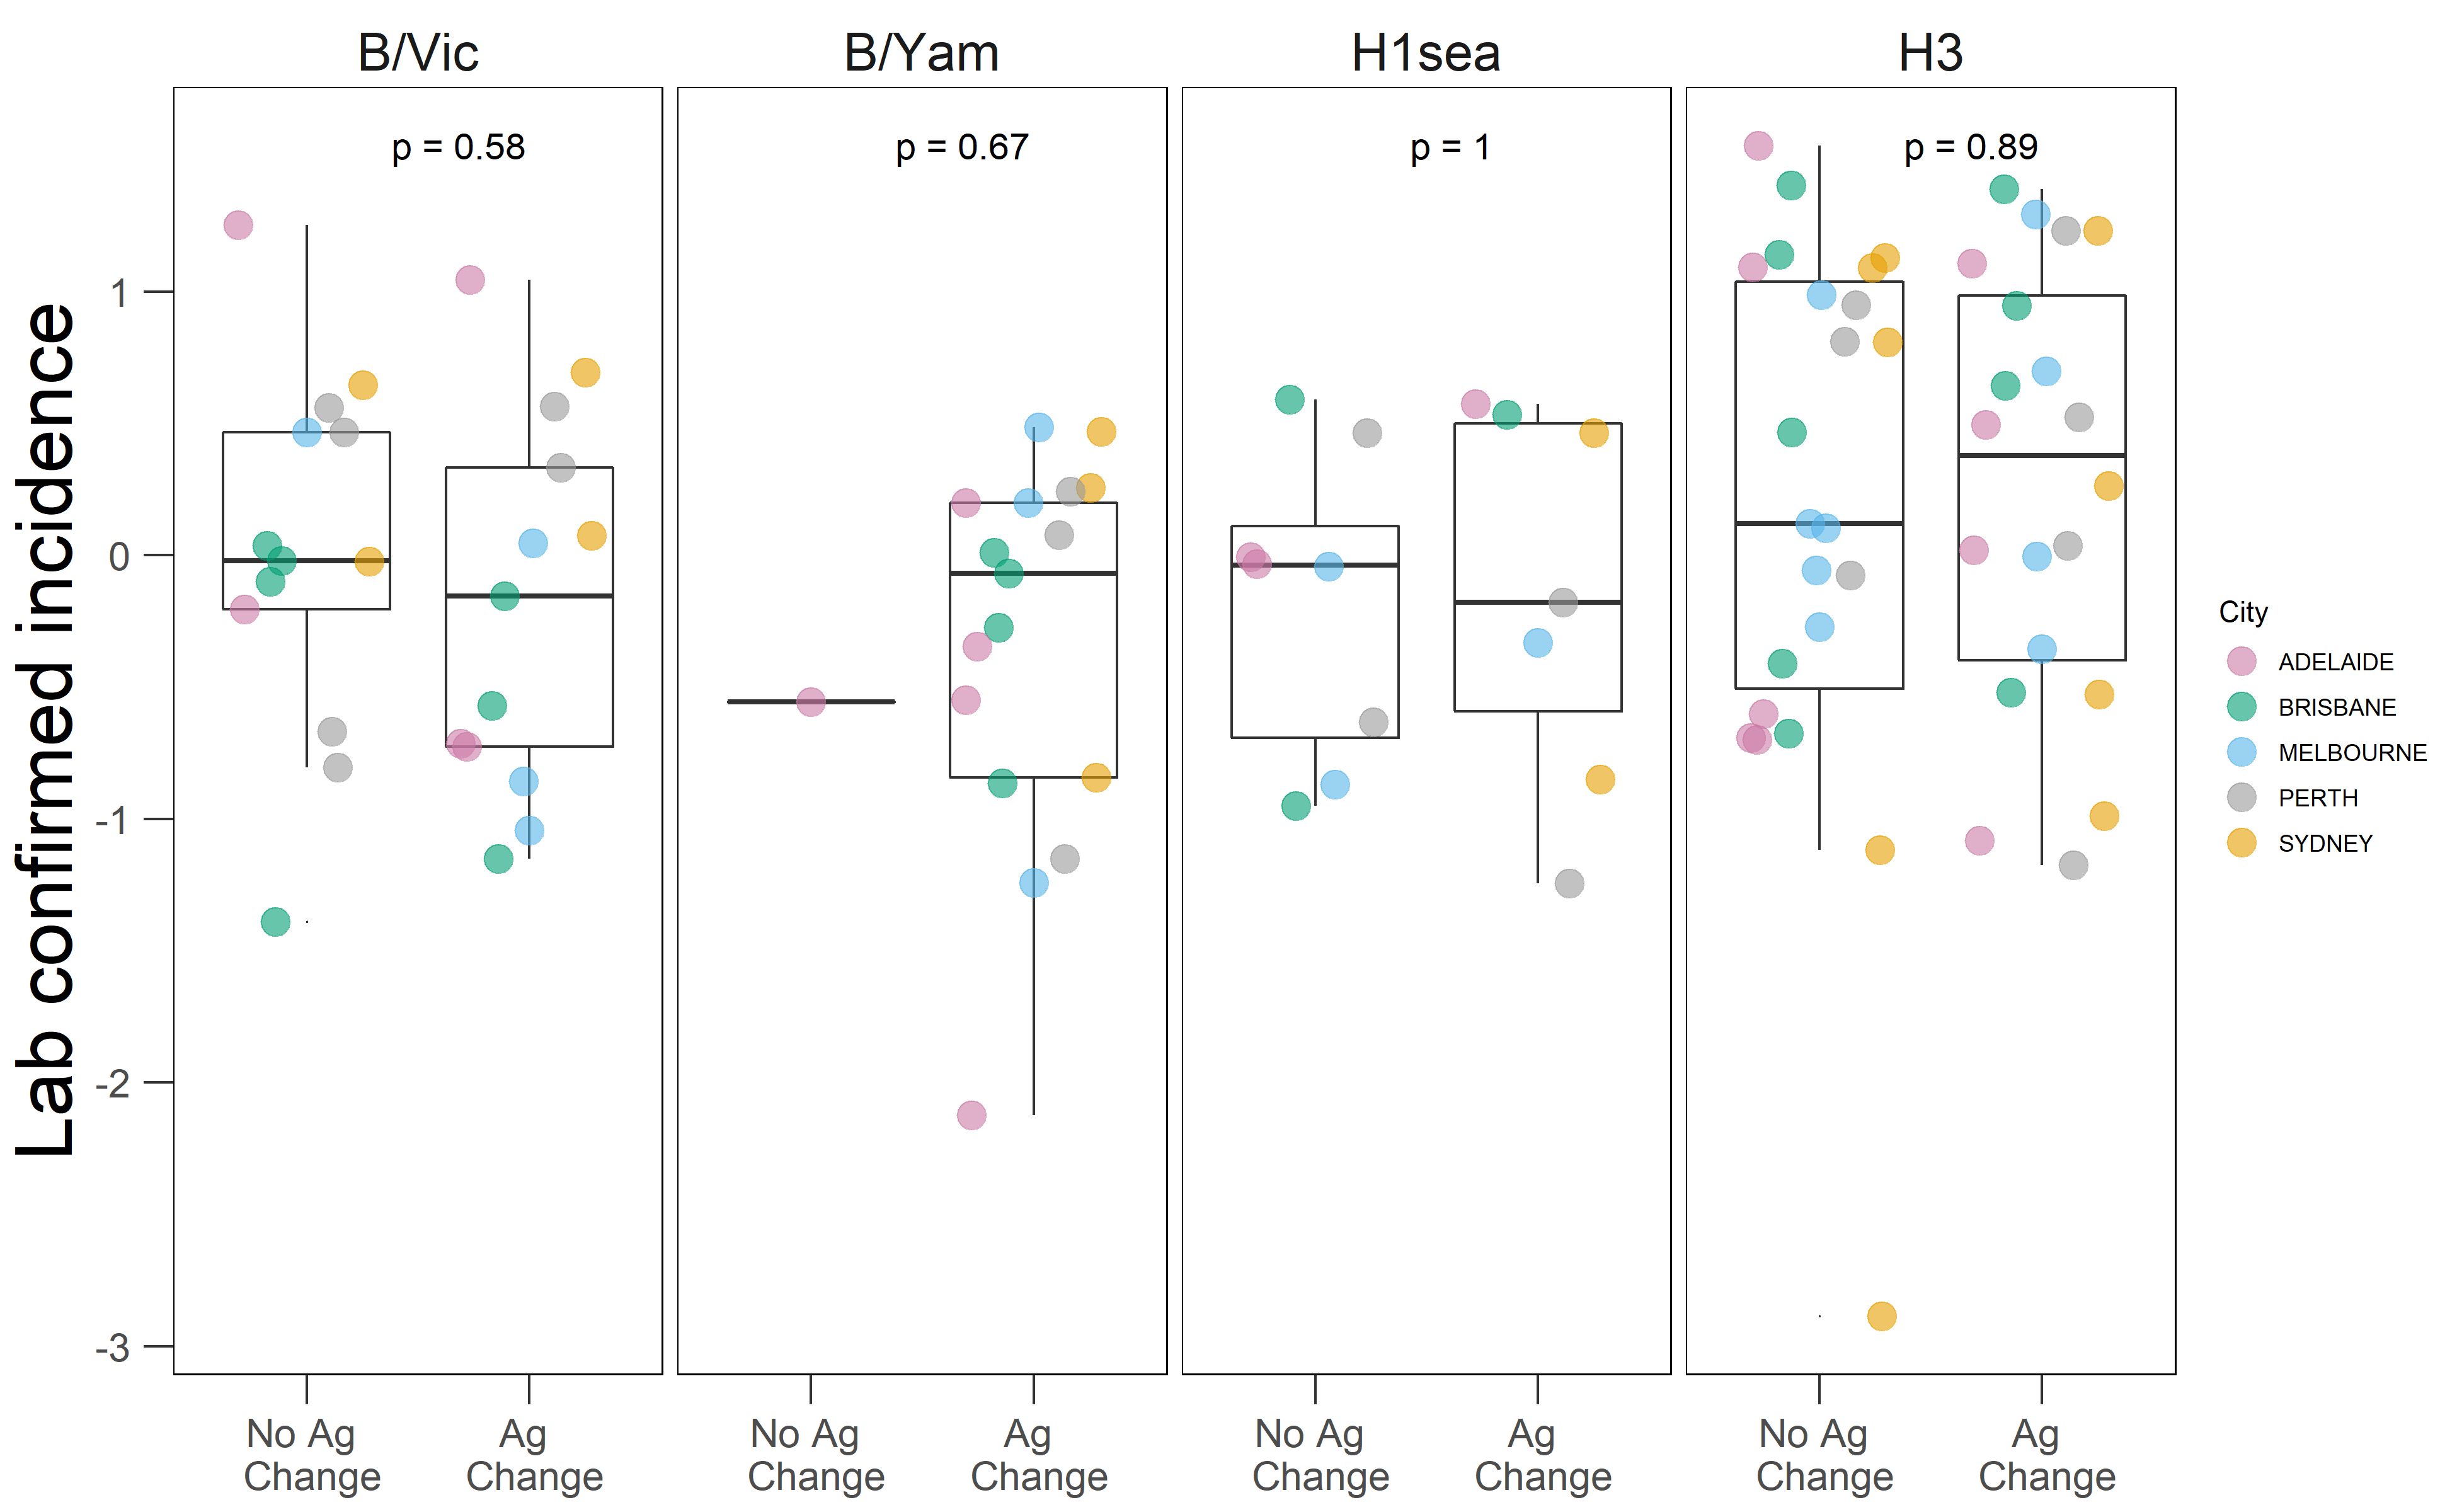 B/Vic
B/Yam
H1sea
H3
p = 0.58
p = 0.67
p = 1
p = 0.89
Lab confirmed incidence
1
0
-1
-2
-3
No Ag
Change
Ag
Change
No Ag
Change
Ag
Change
No Ag
Change
Ag
Change
No Ag
Change
Ag
Change
City
ADELAIDE
BRISBANE
MELBOURNE
PERTH
SYDNEY